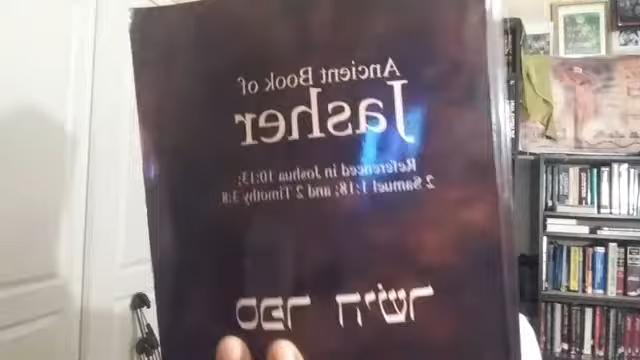 Ancient Book of
Jasher
Referenced in Joshua 10:13;
2 Samuel 1:18; and 2 Timothy 3:8
ספר הישר